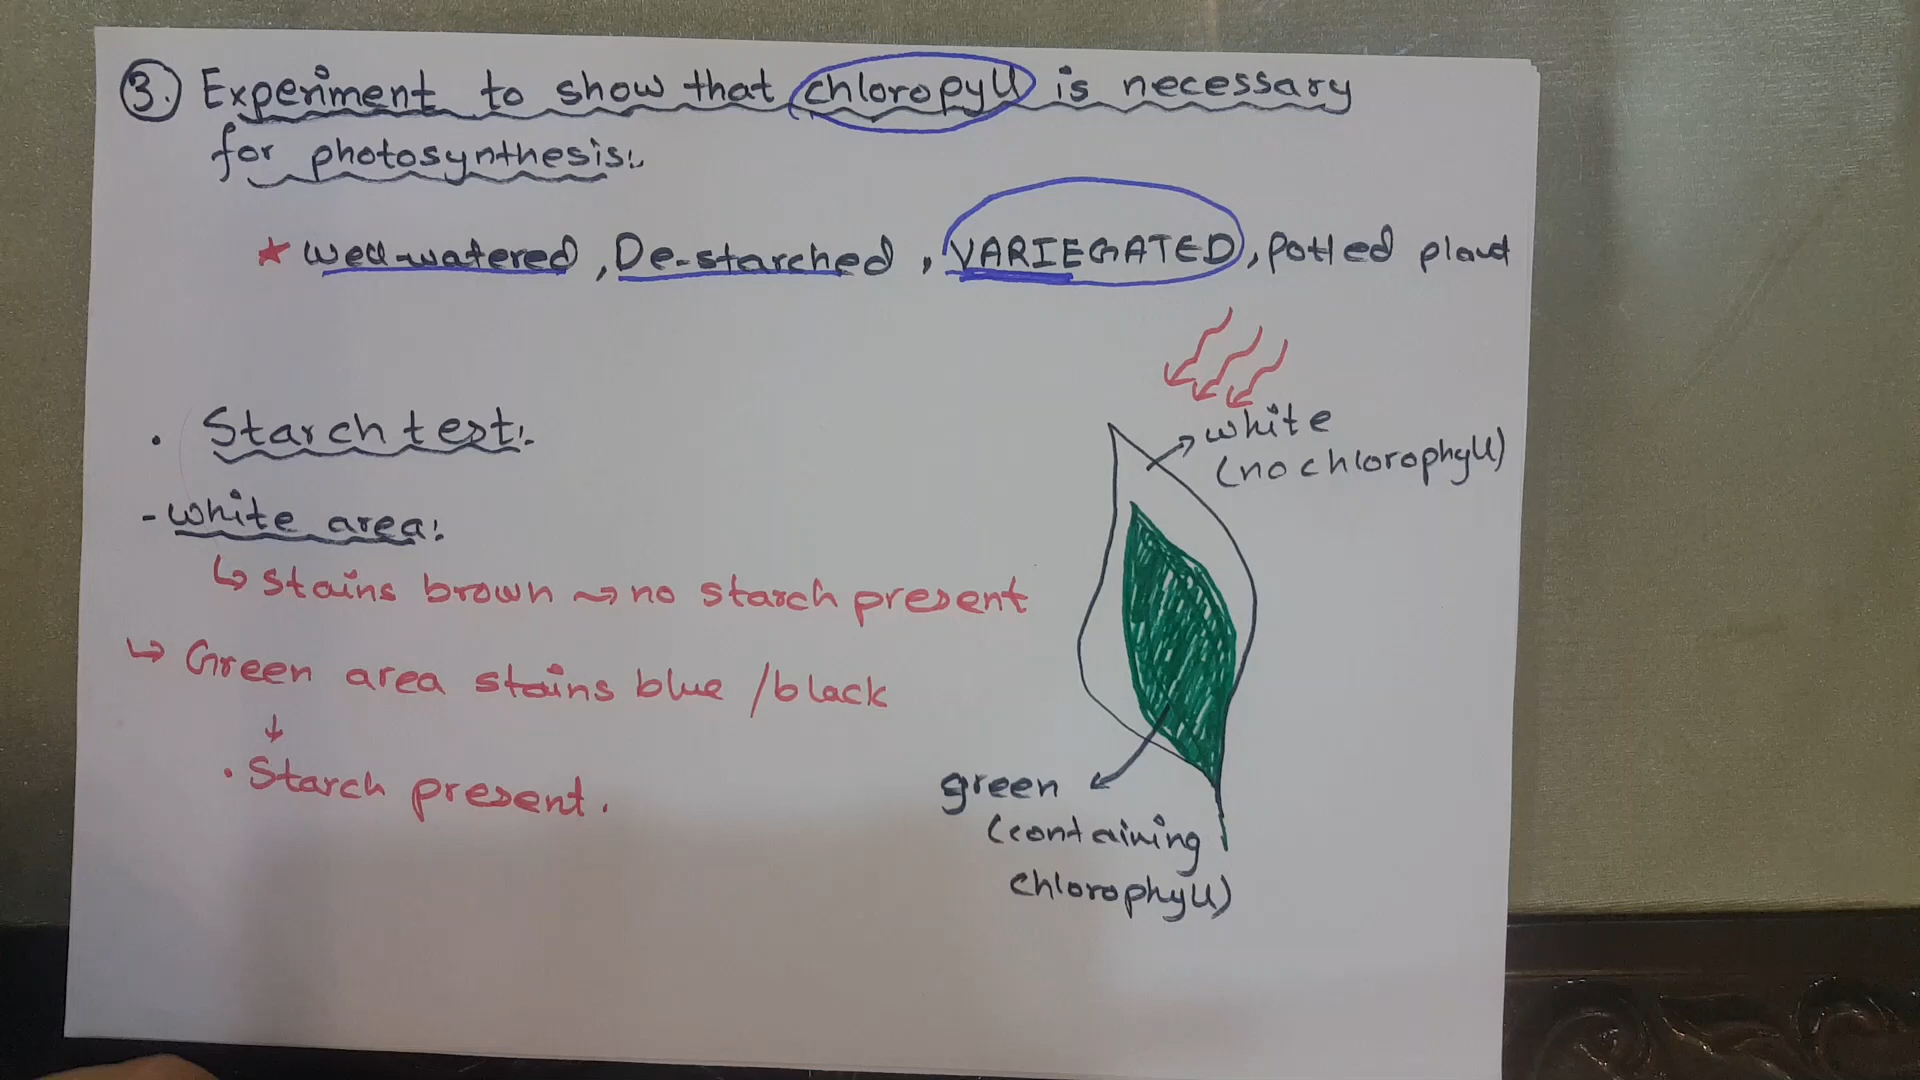 3. Experiment to show that chloropyll is necessary
for photosynthesis:.
★ Well-watered, De-starched, VARIEGATED, potted plant
. Starch test:.
- White area:
↳ stains brown → no starch present
↳ Green area stains blue/black
↓
. Starch present.
white
(no chlorophyll)
green
(containing
chlorophyll)